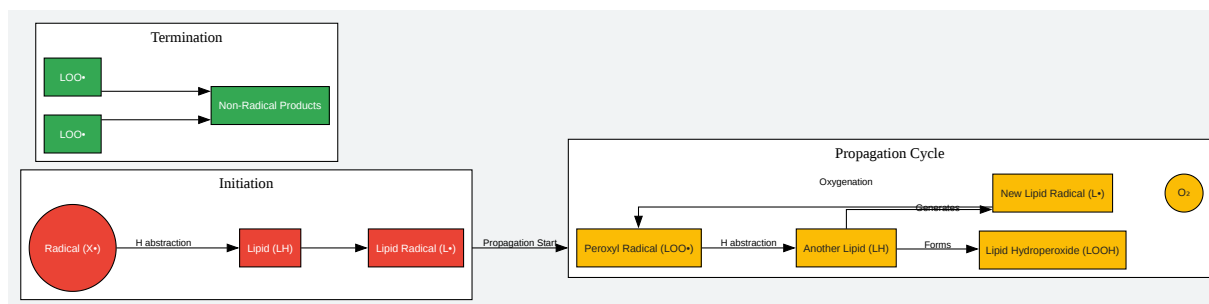 Termination
LOO•
Non-Radical Products
LOO•
Initiation
Radical (X•)
H abstraction
Lipid (LH)
Lipid Radical (L•)
Propagation Start
Propagation Cycle
Oxygenation
New Lipid Radical (L•)
O₂
Generates
Peroxyl Radical (LOO•)
H abstraction
Another Lipid (LH)
Forms
Lipid Hydroperoxide (LOOH)